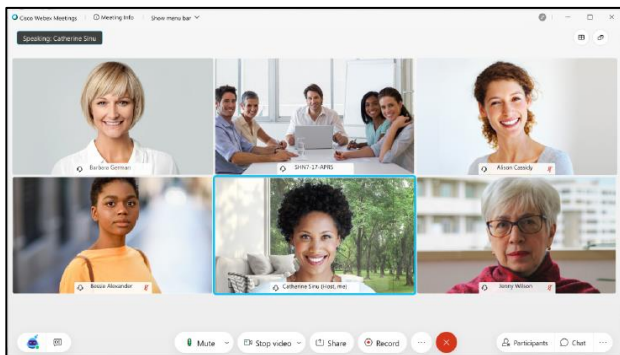 Cisco Webex Meetings
Meeting Info
Show menu bar
Speaking: Catherine Sinu
Barbara German
SHN7-17-APRS
Alison Cassidy
Catherine Sinu (Host, me)
Jenny Wilson
Mute
Stop video
Share
Record
Participants
Chat